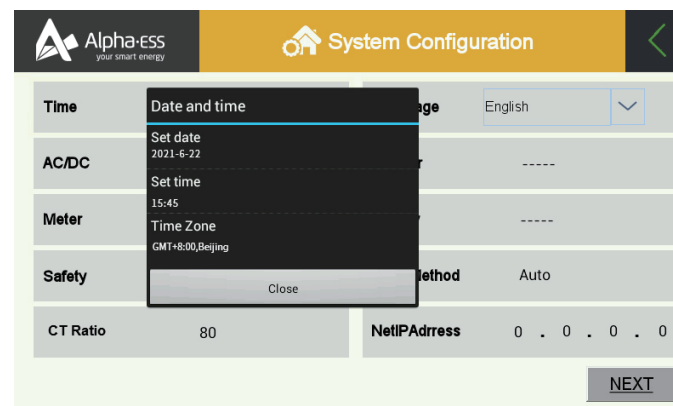 Alpha-ESS
your smart energy
System Configuration
Time
English
AC/DC
-----
Meter
-----
Safety
Auto
CT Ratio
80
NetIPAdrress
0 . 0 . 0 . 0
Date and time
Set date
2021-6-22
Set time
15:45
Time Zone
GMT+8:00,Beijing
Close
NEXT